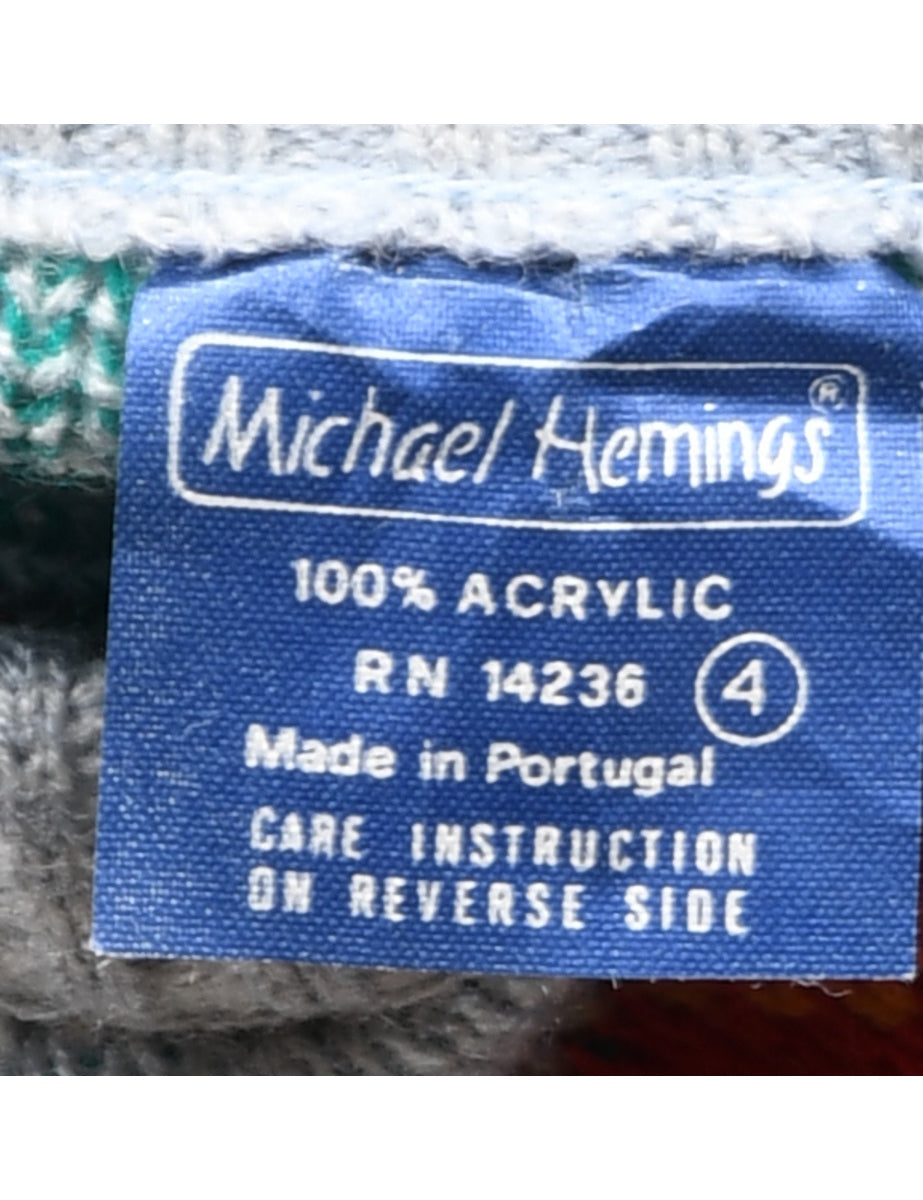 Michael Hemings ®
100% ACRYLIC
RN 14236 4
Made in Portugal
CARE INSTRUCTION
ON REVERSE SIDE